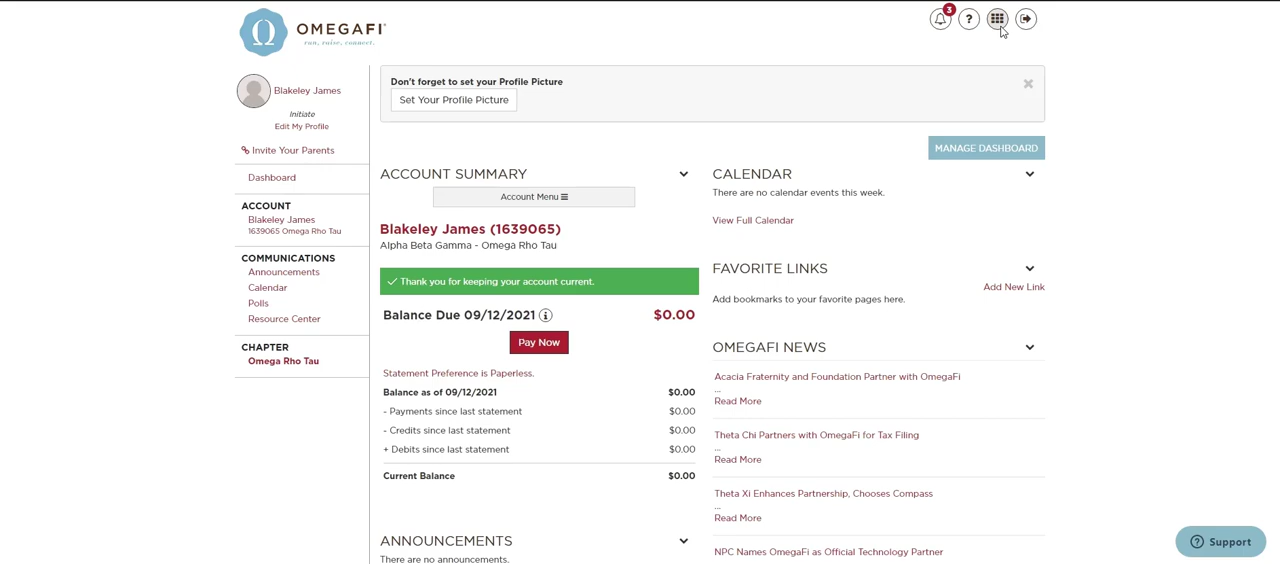 OMEGAFI
run, raise, connect.
3
?
Blakeley James
Initiate
Edit My Profile
Invite Your Parents
Dashboard
ACCOUNT
Blakeley James
1639065 Omega Rho Tau
COMMUNICATIONS
Announcements
Calendar
Polls
Resource Center
CHAPTER
Omega Rho Tau
Don't forget to set your Profile Picture
Set Your Profile Picture
MANAGE DASHBOARD
ACCOUNT SUMMARY
Account Menu
Blakeley James (1639065)
Alpha Beta Gamma - Omega Rho Tau
Thank you for keeping your account current.
Balance Due 09/12/2021 $0.00
Pay Now
Statement Preference is Paperless.
Balance as of 09/12/2021 $0.00
- Payments since last statement $0.00
- Credits since last statement $0.00
+ Debits since last statement $0.00
Current Balance $0.00
ANNOUNCEMENTS
There are no announcements.
CALENDAR
There are no calendar events this week.
View Full Calendar
FAVORITE LINKS
Add New Link
Add bookmarks to your favorite pages here.
OMEGAFI NEWS
Acacia Fraternity and Foundation Partner with OmegaFi
...
Read More
Theta Chi Partners with OmegaFi for Tax Filing
...
Read More
Theta Xi Enhances Partnership, Chooses Compass
...
Read More
NPC Names OmegaFi as Official Technology Partner
Support